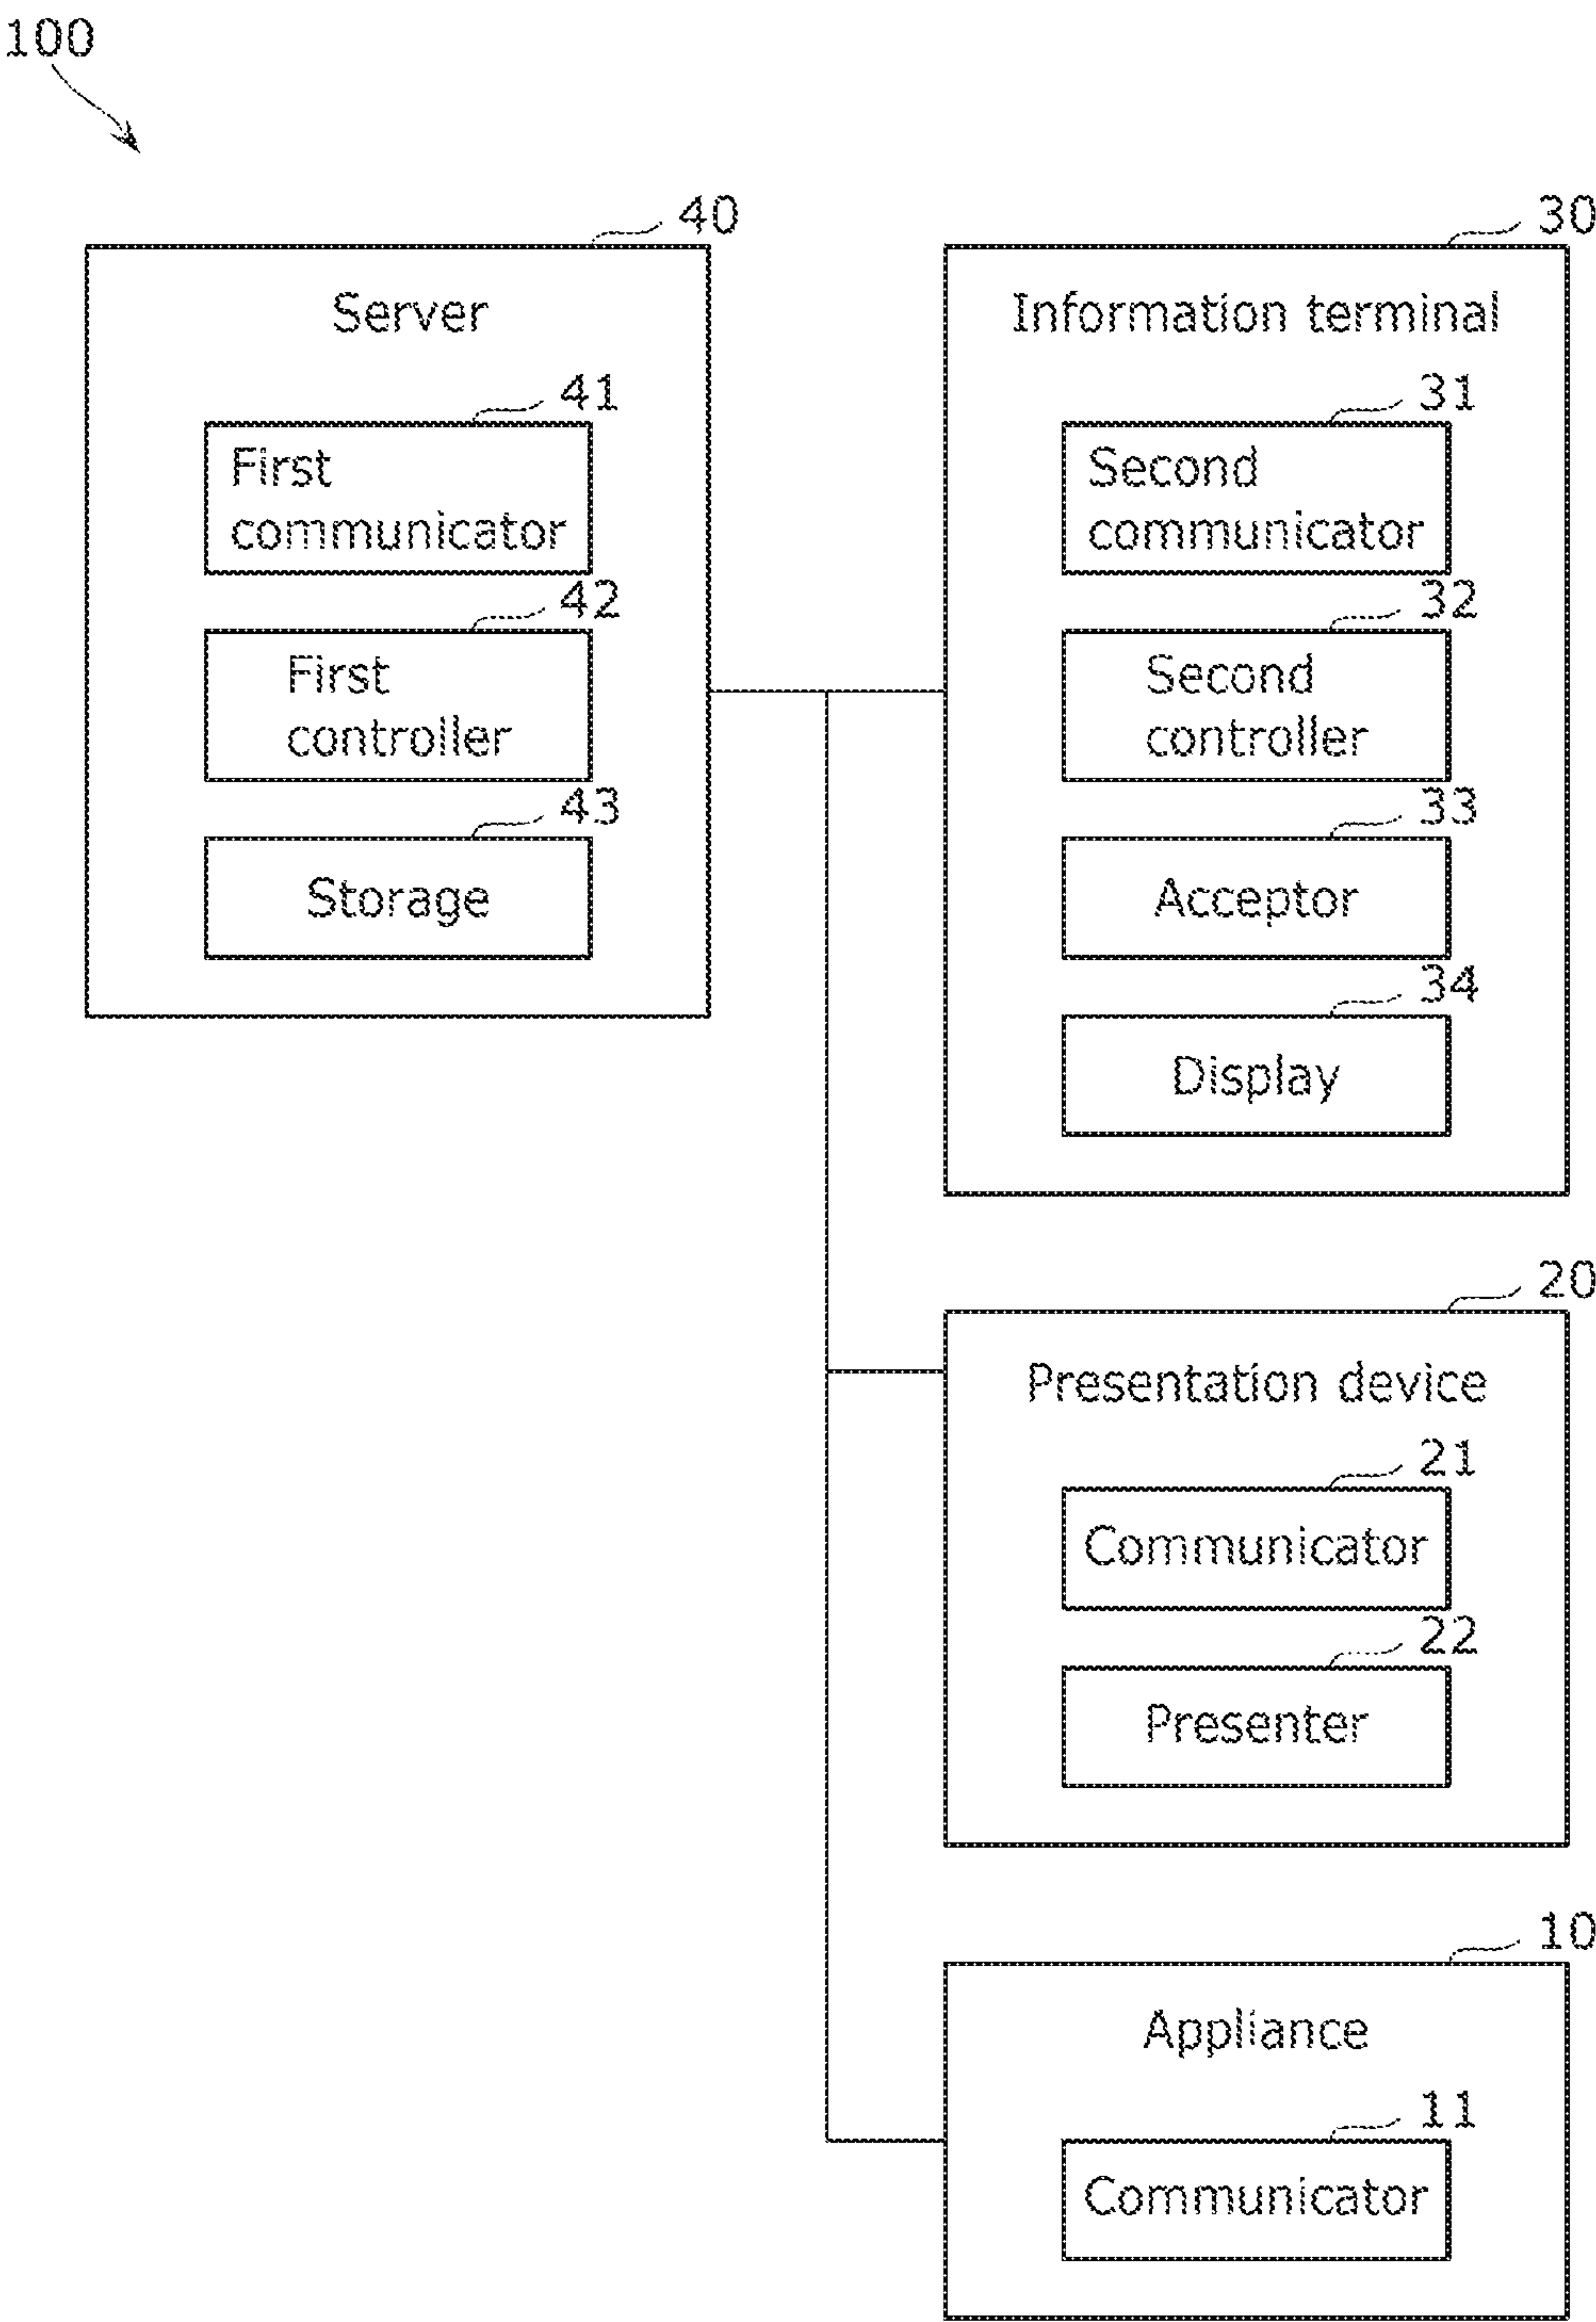 100
40
Server
41
First
communicator
42
First
controller
43
Storage
30
Information terminal
31
Second
communicator
32
Second
controller
33
Acceptor
34
Display
20
Presentation device
21
Communicator
22
Presenter
10
Appliance
11
Communicator